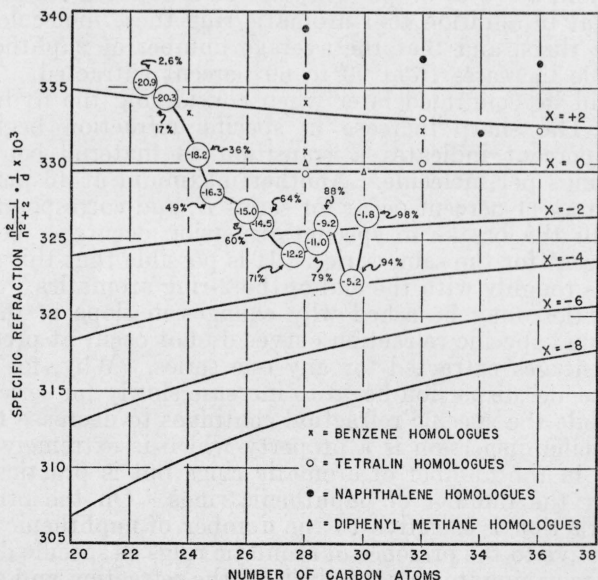 340
335
330
325
320
315
310
305
SPECIFIC REFRACTION, n²-1/n²+2 · 1/d x 10³
2.6%
-20.9
-20.3
17%
-18.2
36%
-16.3
49%
-15.0
60%
-14.5
64%
-12.2
71%
-11.0
79%
-9.2
88%
-5.2
94%
-1.8
98%
X = +2
X = 0
X = -2
X = -4
X = -6
X = -8
x = BENZENE HOMOLOGUES
o = TETRALIN HOMOLOGUES
● = NAPHTHALENE HOMOLOGUES
Δ = DIPHENYL METHANE HOMOLOGUES
20 22 24 26 28 30 32 34 36 38
NUMBER OF CARBON ATOMS